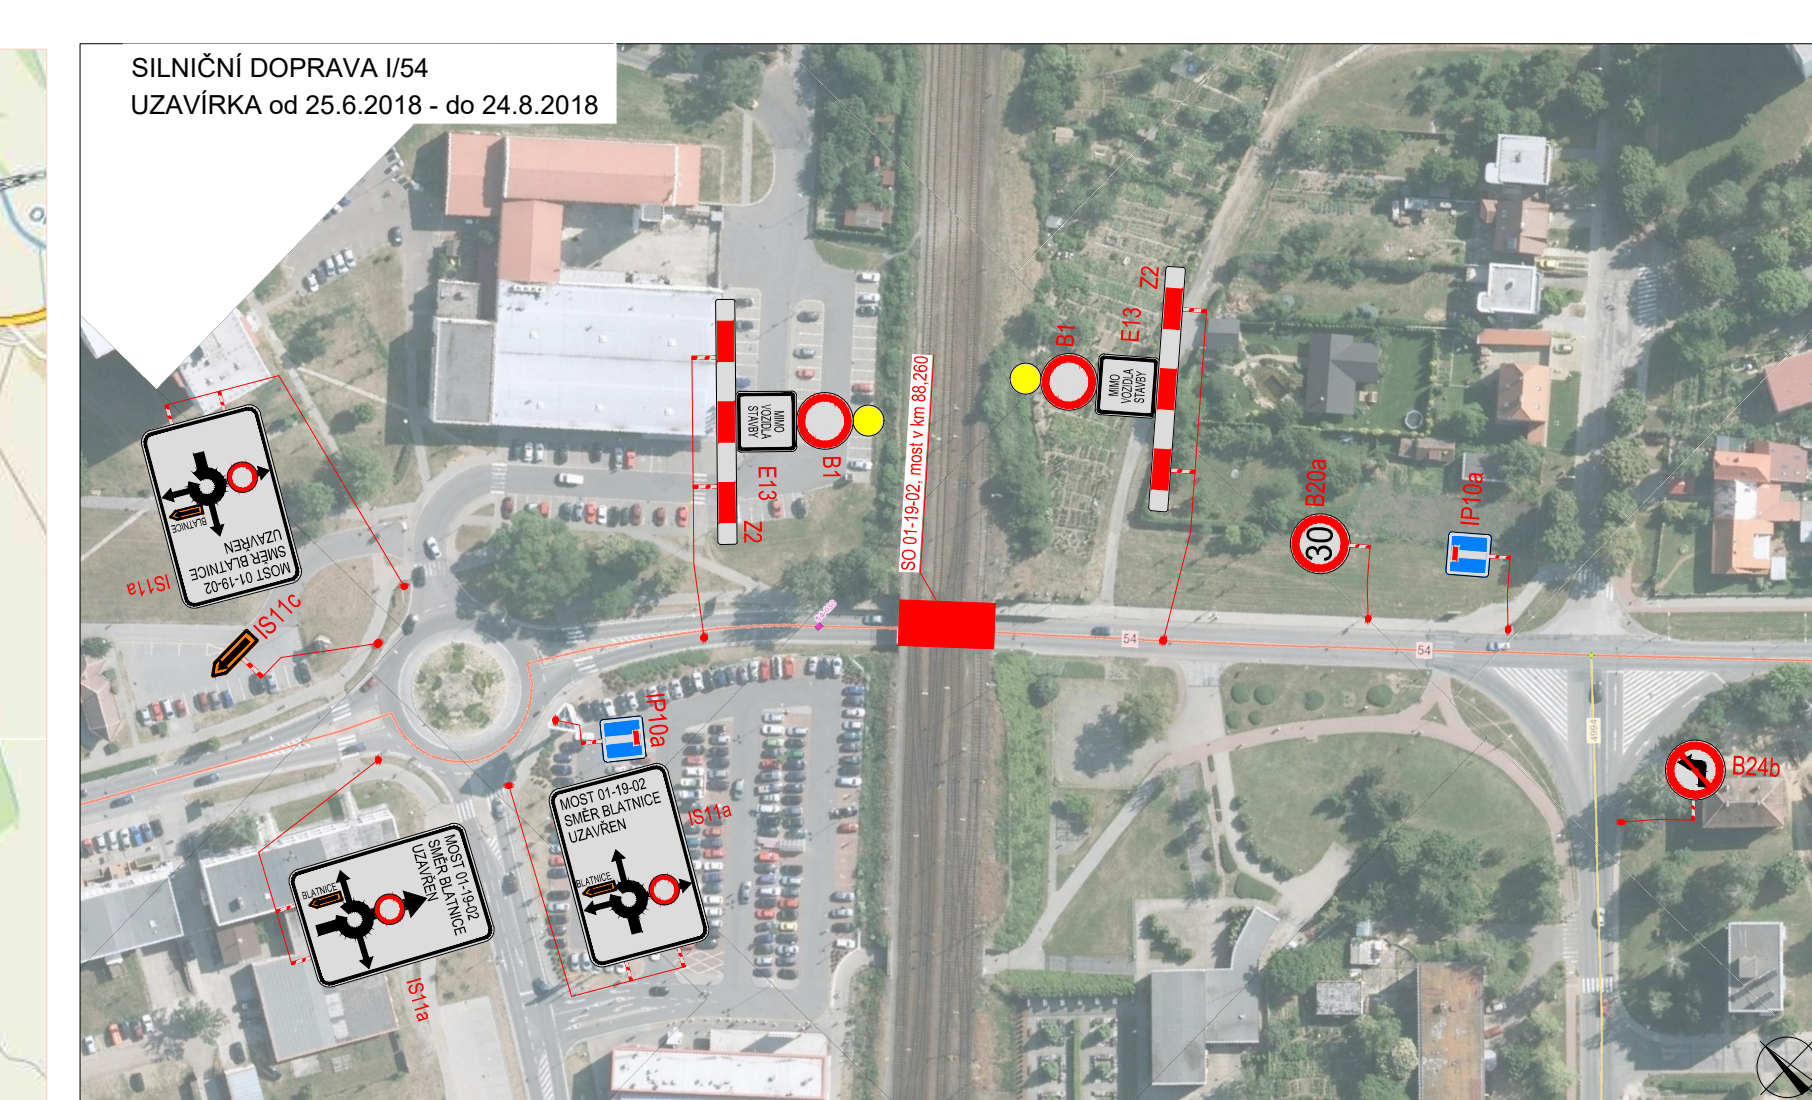 SILNIČNÍ DOPRAVA I/54
UZAVÍRKA od 25.6.2018 - do 24.8.2018
Z2
E13
B1
MIMO
VOZIDLA
STAVBY
MIMO
VOZIDLA
STAVBY
B1
E13
Z2
SO 01-19-02, most v km 88,260
B20a
30
IP10a
BLATNICE
MOST 01-19-02
SMĚR BLATNICE
UZAVŘEN
IS11a
IS11c
54
54
4994
IP10a
B24b
MOST 01-19-02
SMĚR BLATNICE
UZAVŘEN
BLATNICE
IS11a
MOST 01-19-02
SMĚR BLATNICE
UZAVŘEN
BLATNICE
IS11a